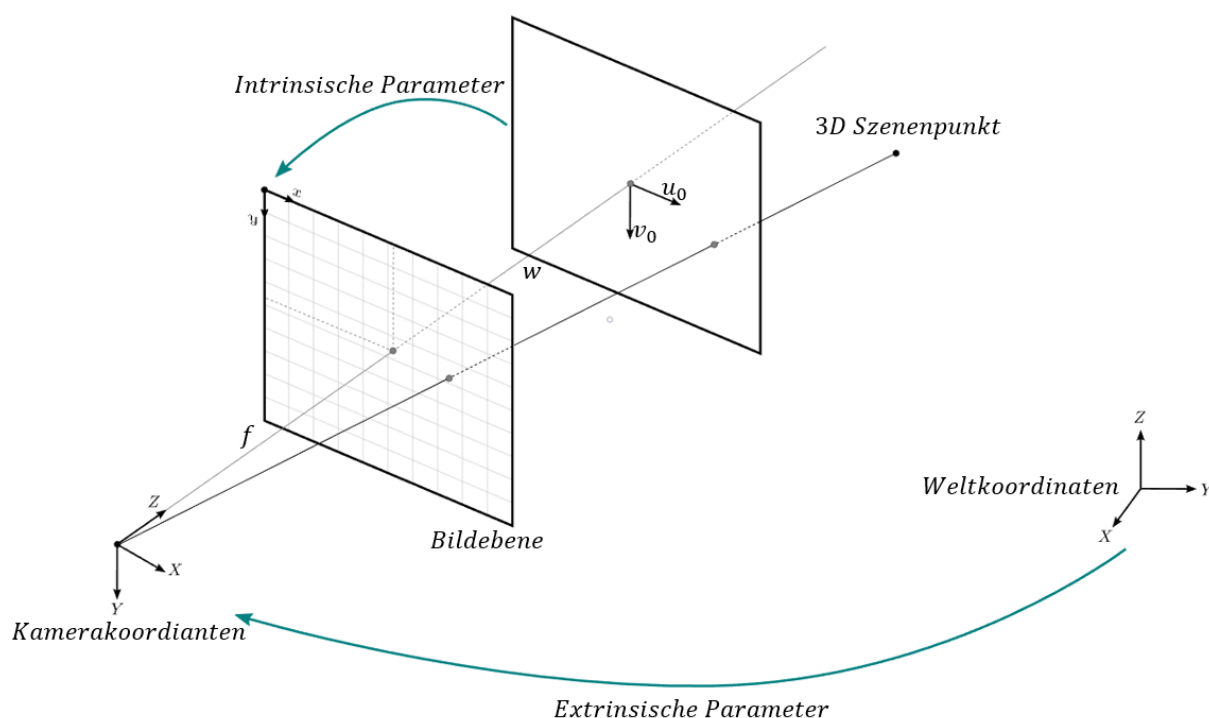 Intrinsische Parameter
3D Szenenpunkt
x
y
u₀
v₀
w
f
Z
X
Y
Kamerakoordianten
Bildebene
Z
Weltkoordinaten
Y
X
Extrinsische Parameter